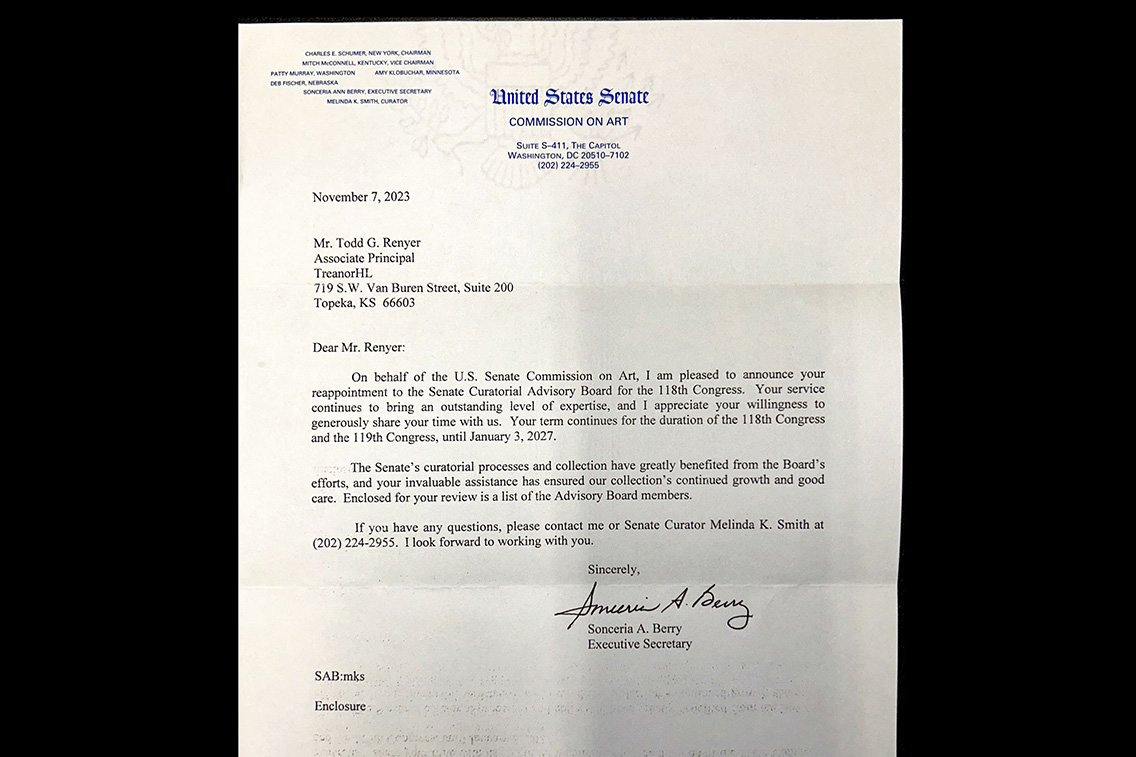 CHARLES E. SCHUMER, NEW YORK, CHAIRMAN
MITCH McCONNELL, KENTUCKY, VICE CHAIRMAN
PATTY MURRAY, WASHINGTON AMY KLOBUCHAR, MINNESOTA
DEB FISCHER, NEBRASKA
SONCERIA ANN BERRY, EXECUTIVE SECRETARY
MELINDA K. SMITH, CURATOR
United States Senate
COMMISSION ON ART
SUITE S–411, THE CAPITOL
WASHINGTON, DC 20510–7102
(202) 224–2955
November 7, 2023
Mr. Todd G. Renyer
Associate Principal
TreanorHL
719 S.W. Van Buren Street, Suite 200
Topeka, KS 66603
Dear Mr. Renyer:
On behalf of the U.S. Senate Commission on Art, I am pleased to announce your
reappointment to the Senate Curatorial Advisory Board for the 118th Congress. Your service
continues to bring an outstanding level of expertise, and I appreciate your willingness to
generously share your time with us. Your term continues for the duration of the 118th Congress
and the 119th Congress, until January 3, 2027.
The Senate's curatorial processes and collection have greatly benefited from the Board's
efforts, and your invaluable assistance has ensured our collection's continued growth and good
care. Enclosed for your review is a list of the Advisory Board members.
If you have any questions, please contact me or Senate Curator Melinda K. Smith at
(202) 224-2955. I look forward to working with you.
Sincerely,
Sonceria A. Berry
Sonceria A. Berry
Executive Secretary
SAB:mks
Enclosure